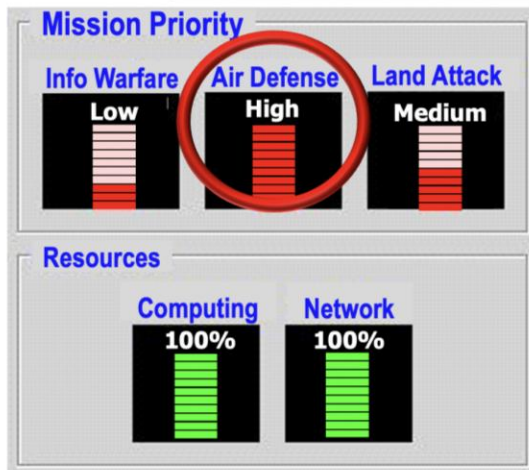 Mission Priority
Info Warfare Air Defense Land Attack
Low High Medium
Resources
Computing Network
100% 100%